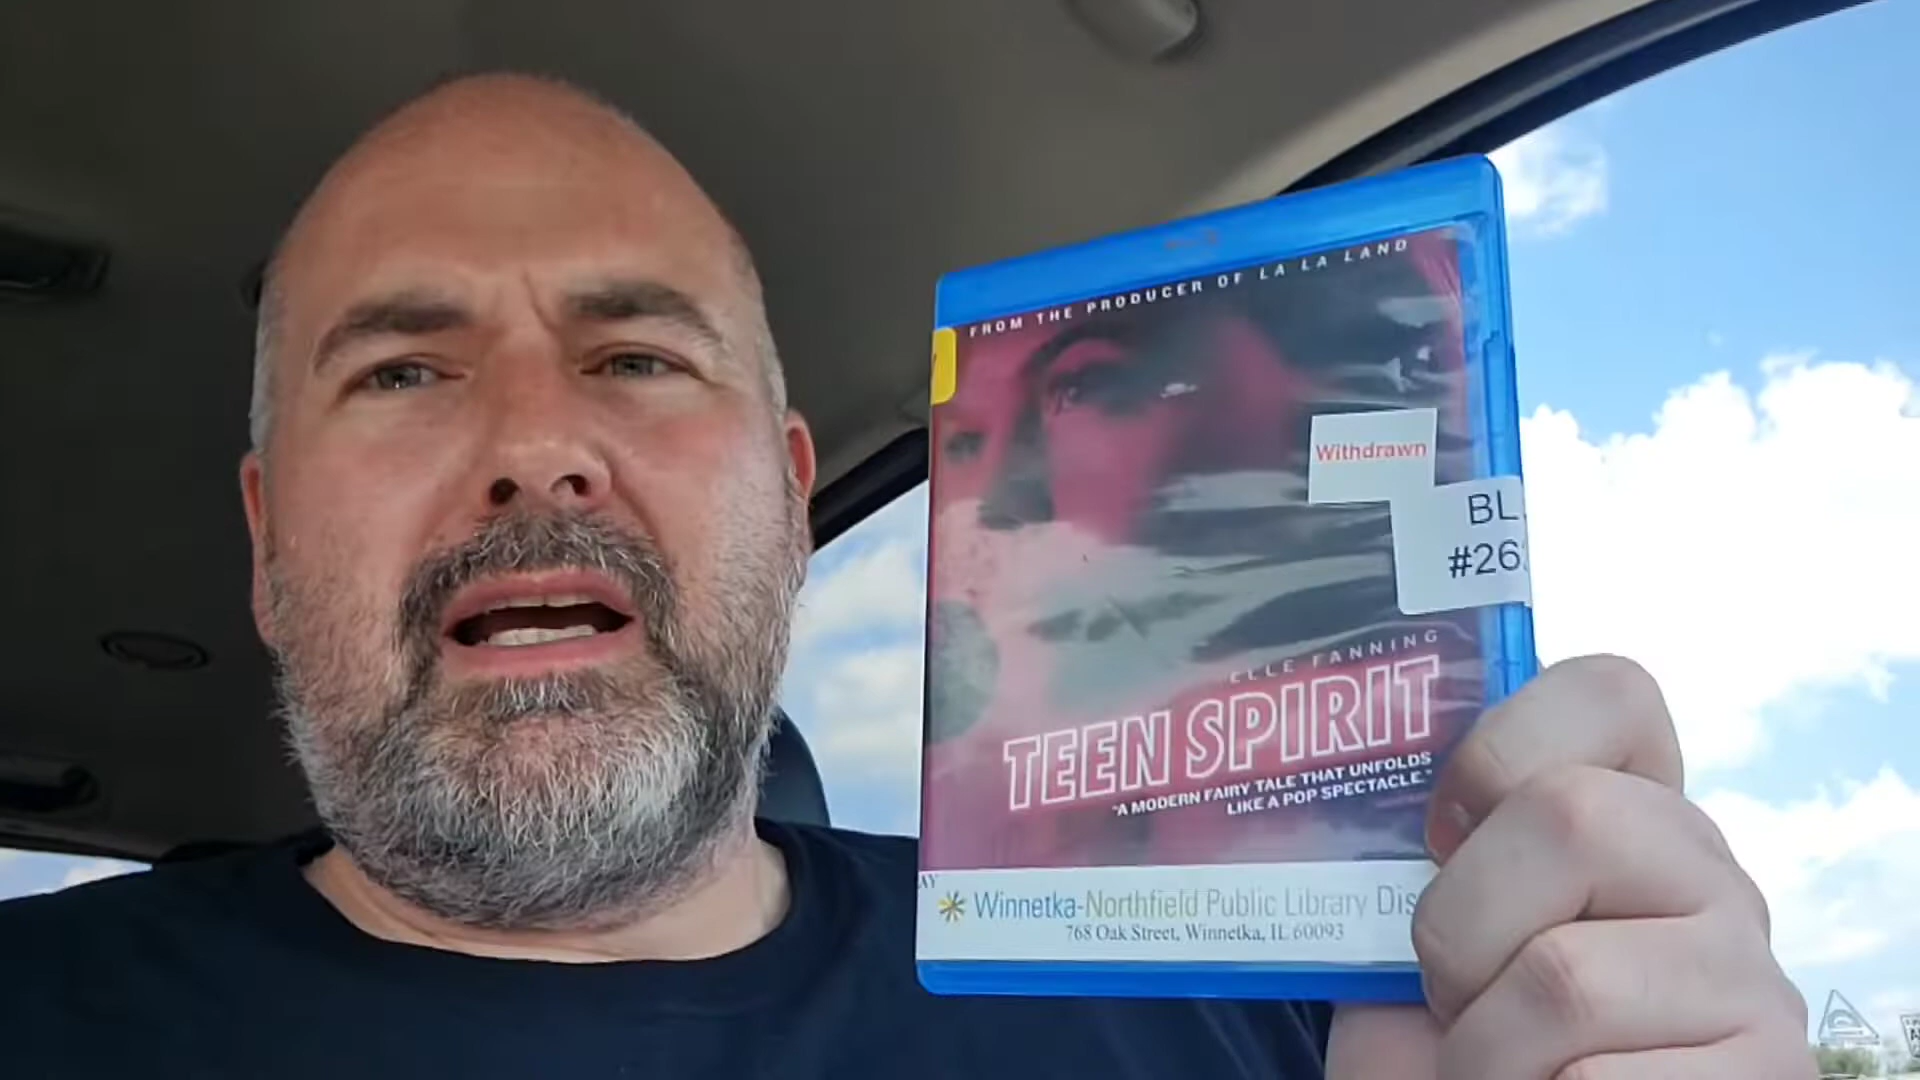 FROM THE PRODUCER OF LA LA LAND
Withdrawn
BL
#26
ELLE FANNING
TEEN SPIRIT
"A MODERN FAIRY TALE THAT UNFOLDS
LIKE A POP SPECTACLE."
AY
Winnetka-Northfield Public Library Dis
768 Oak Street, Winnetka, IL 60093